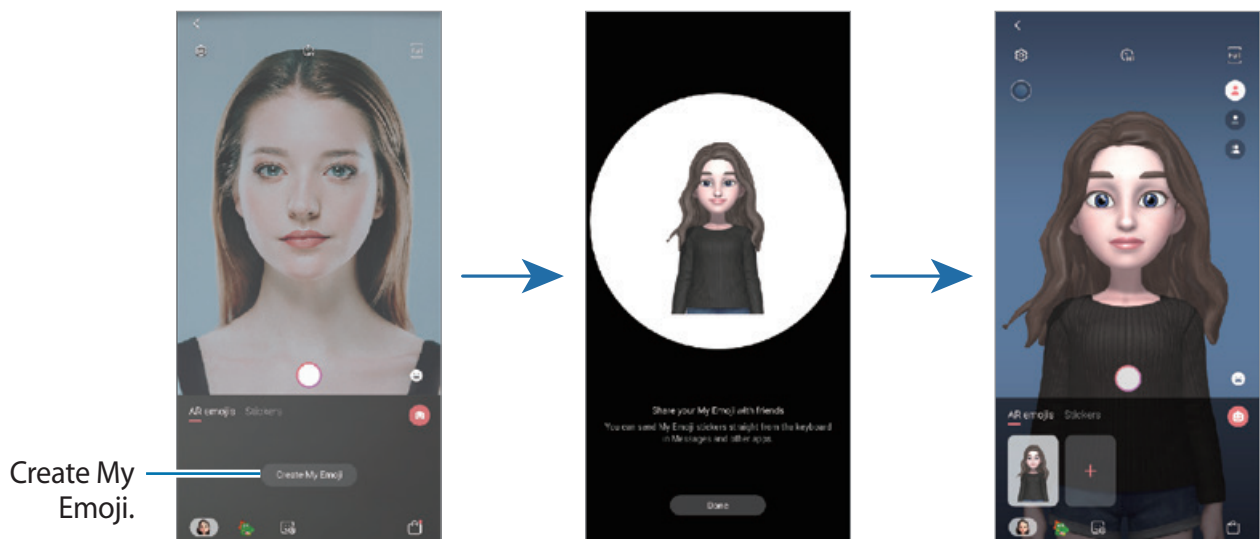 AR emojis Stickers
Create My Emoji
Create My
Emoji.
Share your My Emoji with friends
You can send My Emoji stickers straight from the keyboard
in Messages and other apps.
Done
Full
AR emojis Stickers